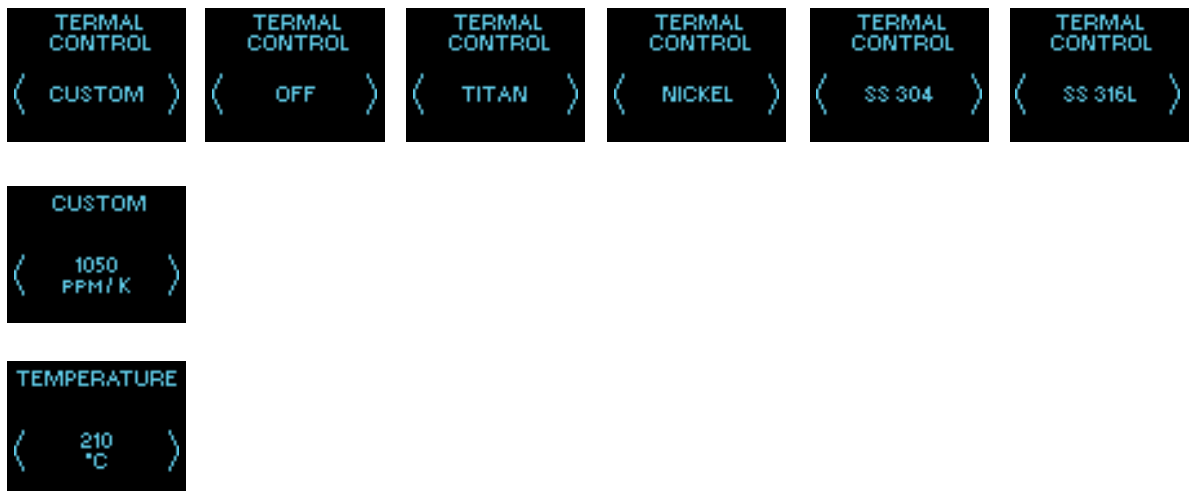 TERMAL
CONTROL
CUSTOM
TERMAL
CONTROL
OFF
TERMAL
CONTROL
TITAN
TERMAL
CONTROL
NICKEL
TERMAL
CONTROL
SS 304
TERMAL
CONTROL
SS 316L
CUSTOM
1050
PPM/K
TEMPERATURE
210
°C